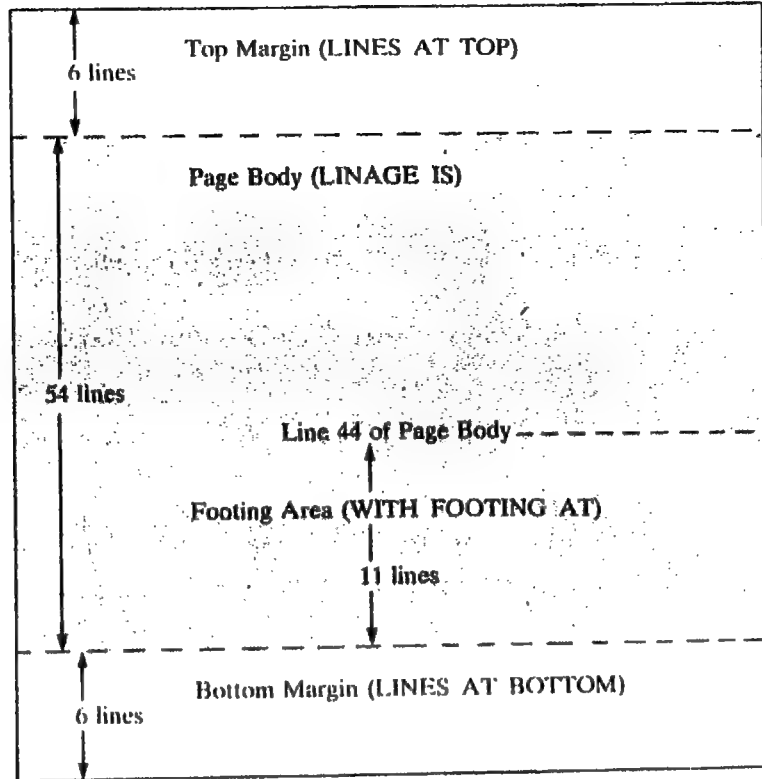 Top Margin (LINES AT TOP)
6 lines
Page Body (LINAGE IS)
54 lines
Line 44 of Page Body
Footing Area (WITH FOOTING AT)
11 lines
Bottom Margin (LINES AT BOTTOM)
6 lines